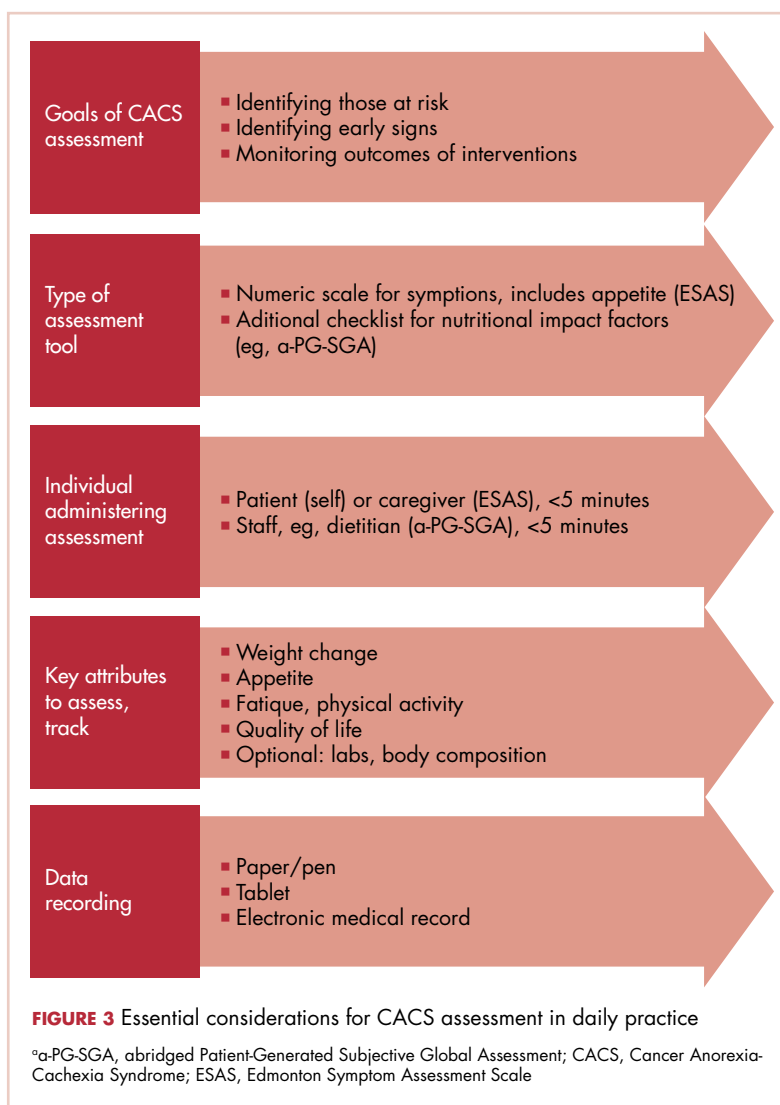 Goals of CACS
assessment
■ Identifying those at risk
■ Identifying early signs
■ Monitoring outcomes of interventions
Type of
assessment
tool
■ Numeric scale for symptoms, includes appetite (ESAS)
■ Aditional checklist for nutritional impact factors
(eg, a-PG-SGA)
Individual
administering
assessment
■ Patient (self) or caregiver (ESAS), <5 minutes
■ Staff, eg, dietitian (a-PG-SGA), <5 minutes
Key attributes
to assess,
track
■ Weight change
■ Appetite
■ Fatique, physical activity
■ Quality of life
■ Optional: labs, body composition
Data
recording
■ Paper/pen
■ Tablet
■ Electronic medical record
FIGURE 3 Essential considerations for CACS assessment in daily practice
ᵃa-PG-SGA, abridged Patient-Generated Subjective Global Assessment; CACS, Cancer Anorexia-
Cachexia Syndrome; ESAS, Edmonton Symptom Assessment Scale